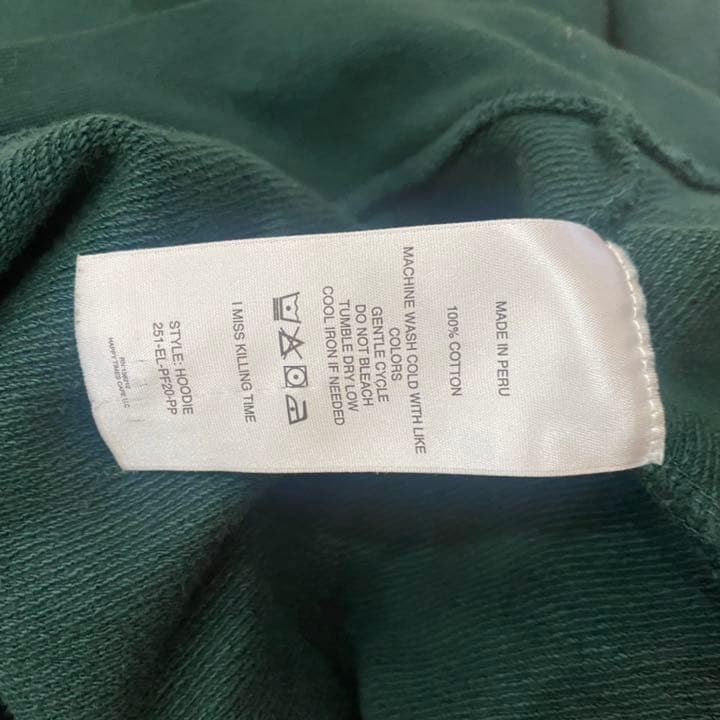 MADE IN PERU
100% COTTON
MACHINE WASH COLD WITH LIKE
COLORS
GENTLE CYCLE
DO NOT BLEACH
TUMBLE DRY LOW
COOL IRON IF NEEDED
I MISS KILLING TIME
STYLE: HOODIE
251-EL-PF20-PP
LLC